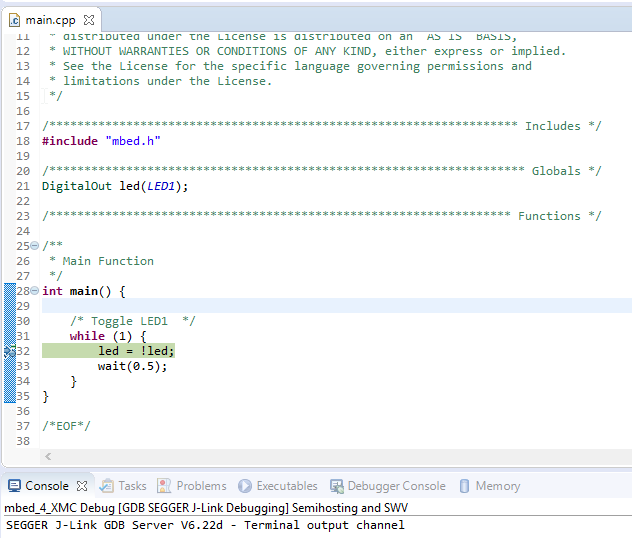 main.cpp
11 * distributed under the License is distributed on an "AS IS" BASIS,
12 * WITHOUT WARRANTIES OR CONDITIONS OF ANY KIND, either express or implied.
13 * See the License for the specific language governing permissions and
14 * limitations under the License.
15 */
16
17 /********************************************************************** Includes */
18 #include "mbed.h"
19
20 /*********************************************************************** Globals */
21 DigitalOut led(LED1);
22
23 /********************************************************************* Functions */
24
25 /**
26 * Main Function
27 */
28 int main() {
29
30 /* Toggle LED1  */
31 while (1) {
32 led = !led;
33 wait(0.5);
34 }
35 }
36
37 /*EOF*/
38
Console Tasks Problems Executables Debugger Console Memory
mbed_4_XMC Debug [GDB SEGGER J-Link Debugging] Semihosting and SWV
SEGGER J-Link GDB Server V6.22d - Terminal output channel